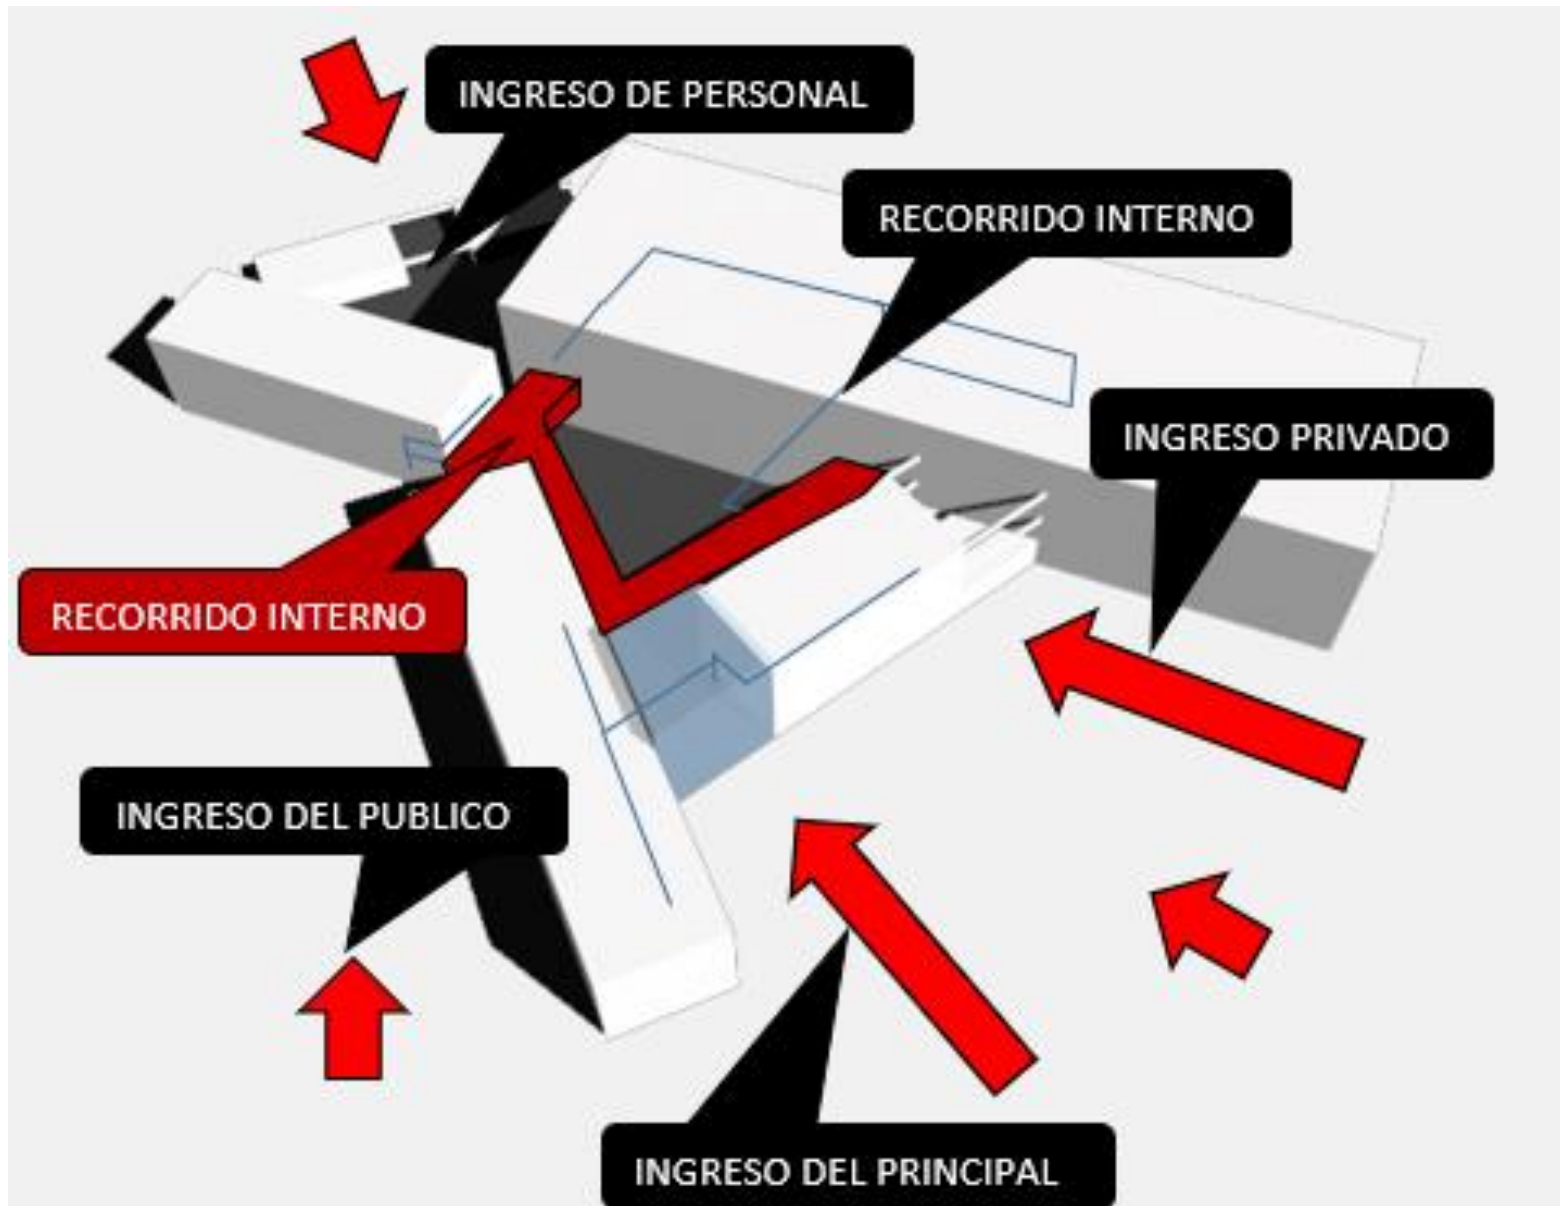 INGRESO DE PERSONAL
RECORRIDO INTERNO
INGRESO PRIVADO
RECORRIDO INTERNO
INGRESO DEL PUBLICO
INGRESO DEL PRINCIPAL